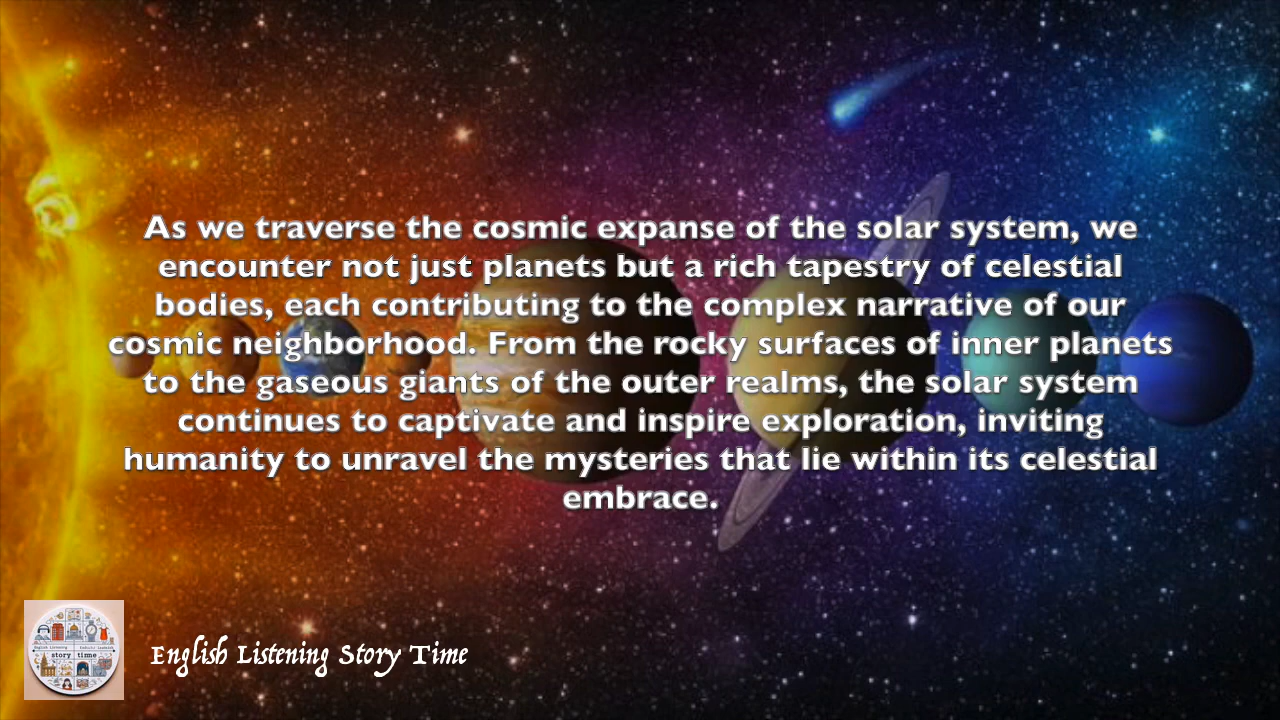 As we traverse the cosmic expanse of the solar system, we
encounter not just planets but a rich tapestry of celestial
bodies, each contributing to the complex narrative of our
cosmic neighborhood. From the rocky surfaces of inner planets
to the gaseous giants of the outer realms, the solar system
continues to captivate and inspire exploration, inviting
humanity to unravel the mysteries that lie within its celestial
embrace.
story time
English Listening Story Time